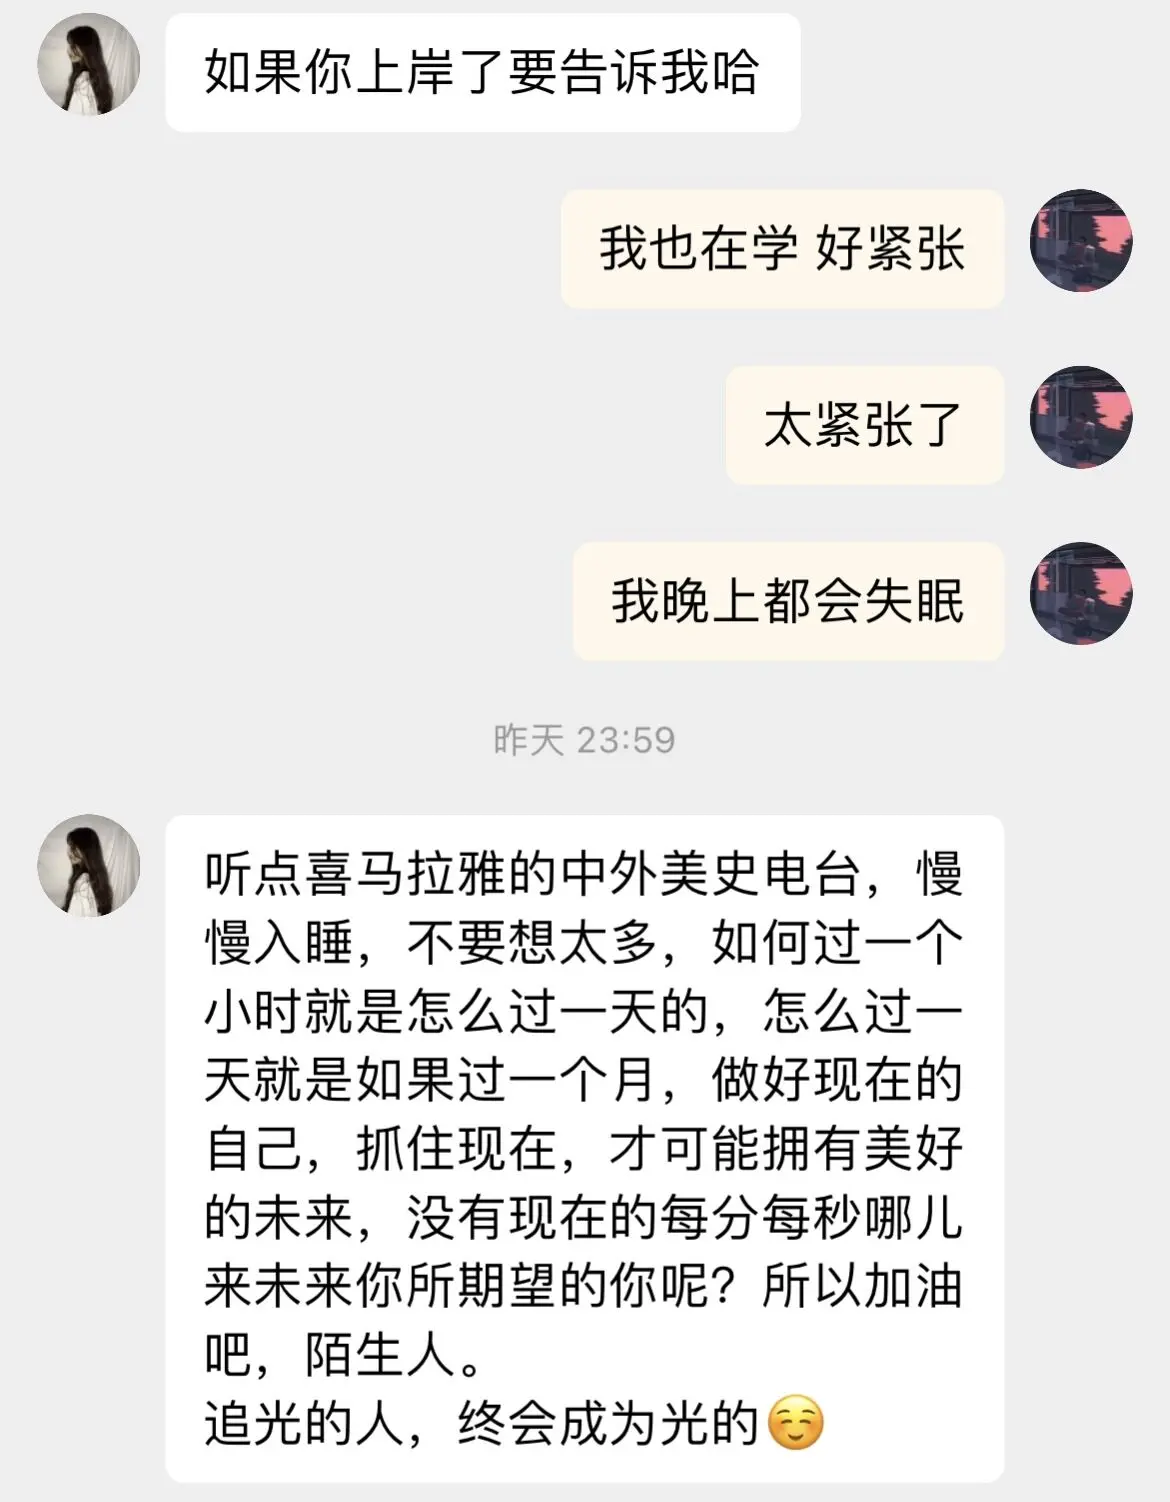 如果你上岸了要告诉我哈
我也在学 好紧张
太紧张了
我晚上都会失眠
昨天 23:59
听点喜马拉雅的中外美史电台，慢
慢入睡，不要想太多，如何过一个
小时就是怎么过一天的，怎么过一
天就是如果过一个月，做好现在的
自己，抓住现在，才可能拥有美好
的未来，没有现在的每分每秒哪儿
来未来你所期望的你呢？所以加油
吧，陌生人。
追光的人，终会成为光的☺️